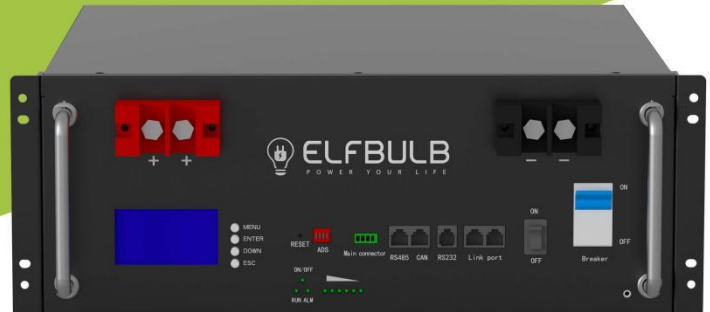 + +
ELFBULB
POWER YOUR LIFE
- -
MENU
ENTER
DOWN
ESC
RESET
ADS
Main connector
RS485
CAN
RS232
Link port
ON
OFF
ON
OFF
Breaker
ON/OFF
RUN ALM